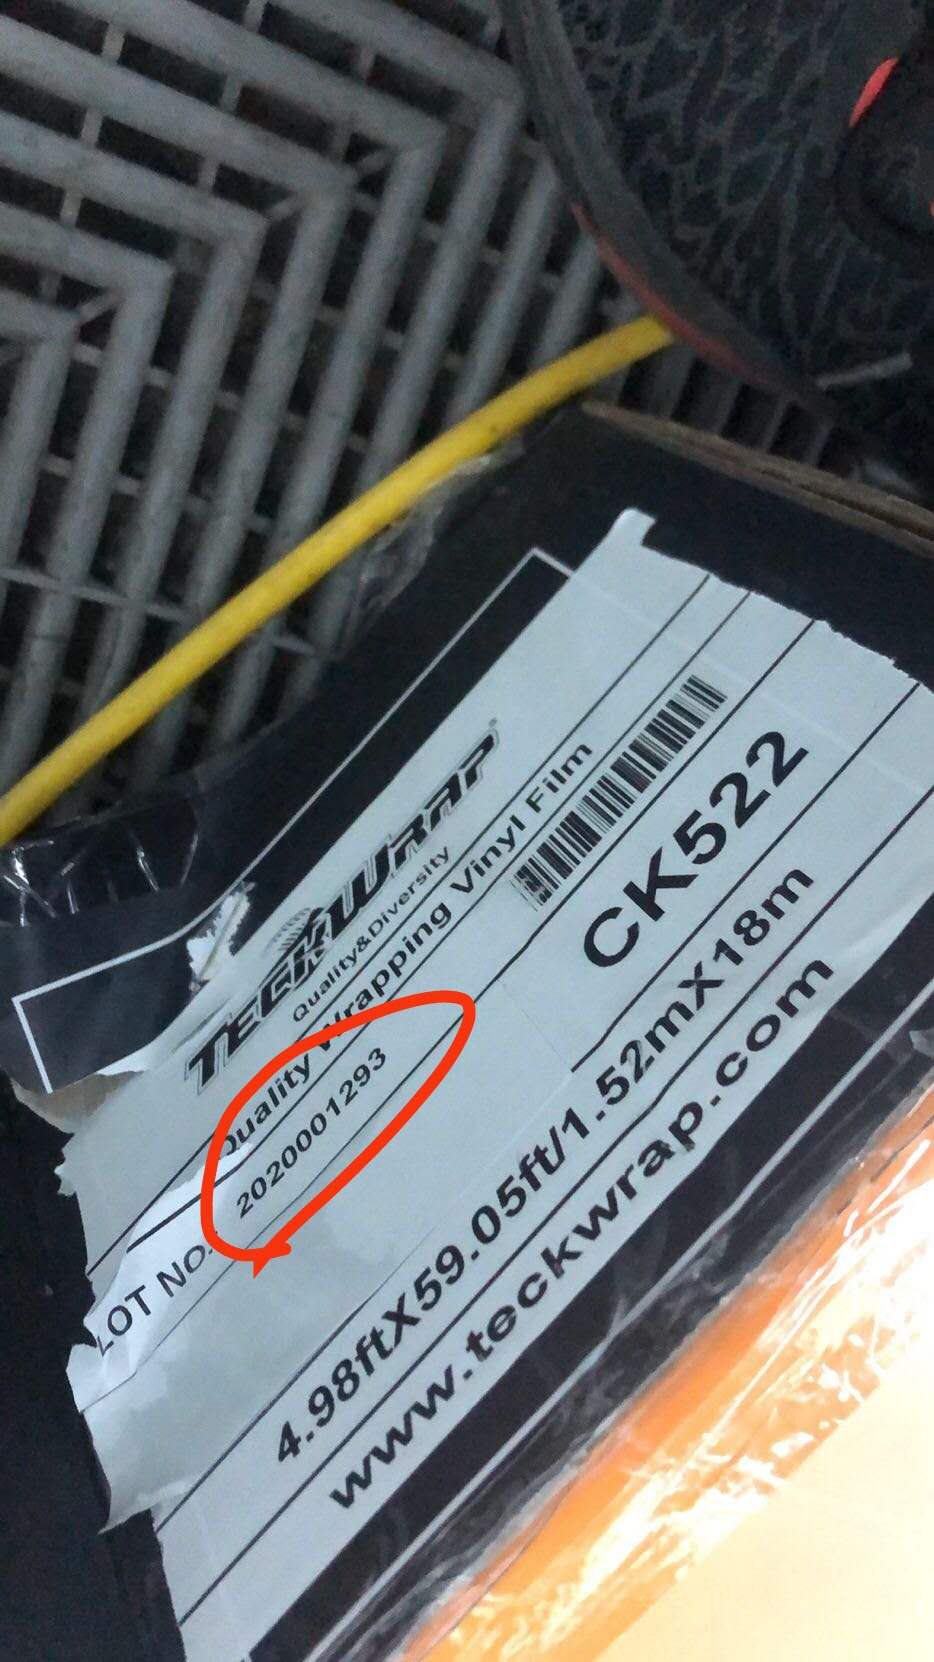 TECKWRAP
Quality&Diversity
Quality Wrapping Vinyl Film
LOT No.: 2020001293
CK522
4.98ftX59.05ft/1.52mX18m
www.teckwrap.com